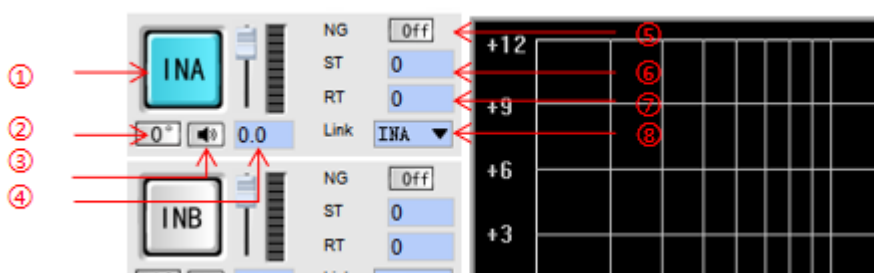 NG Off ⑤
+12
① INA ST 0 ⑥
RT 0 ⑦
+9
② 0° 0.0 Link INA ▼ ⑧
③
④
NG Off
+6
INB ST 0
RT 0
+3